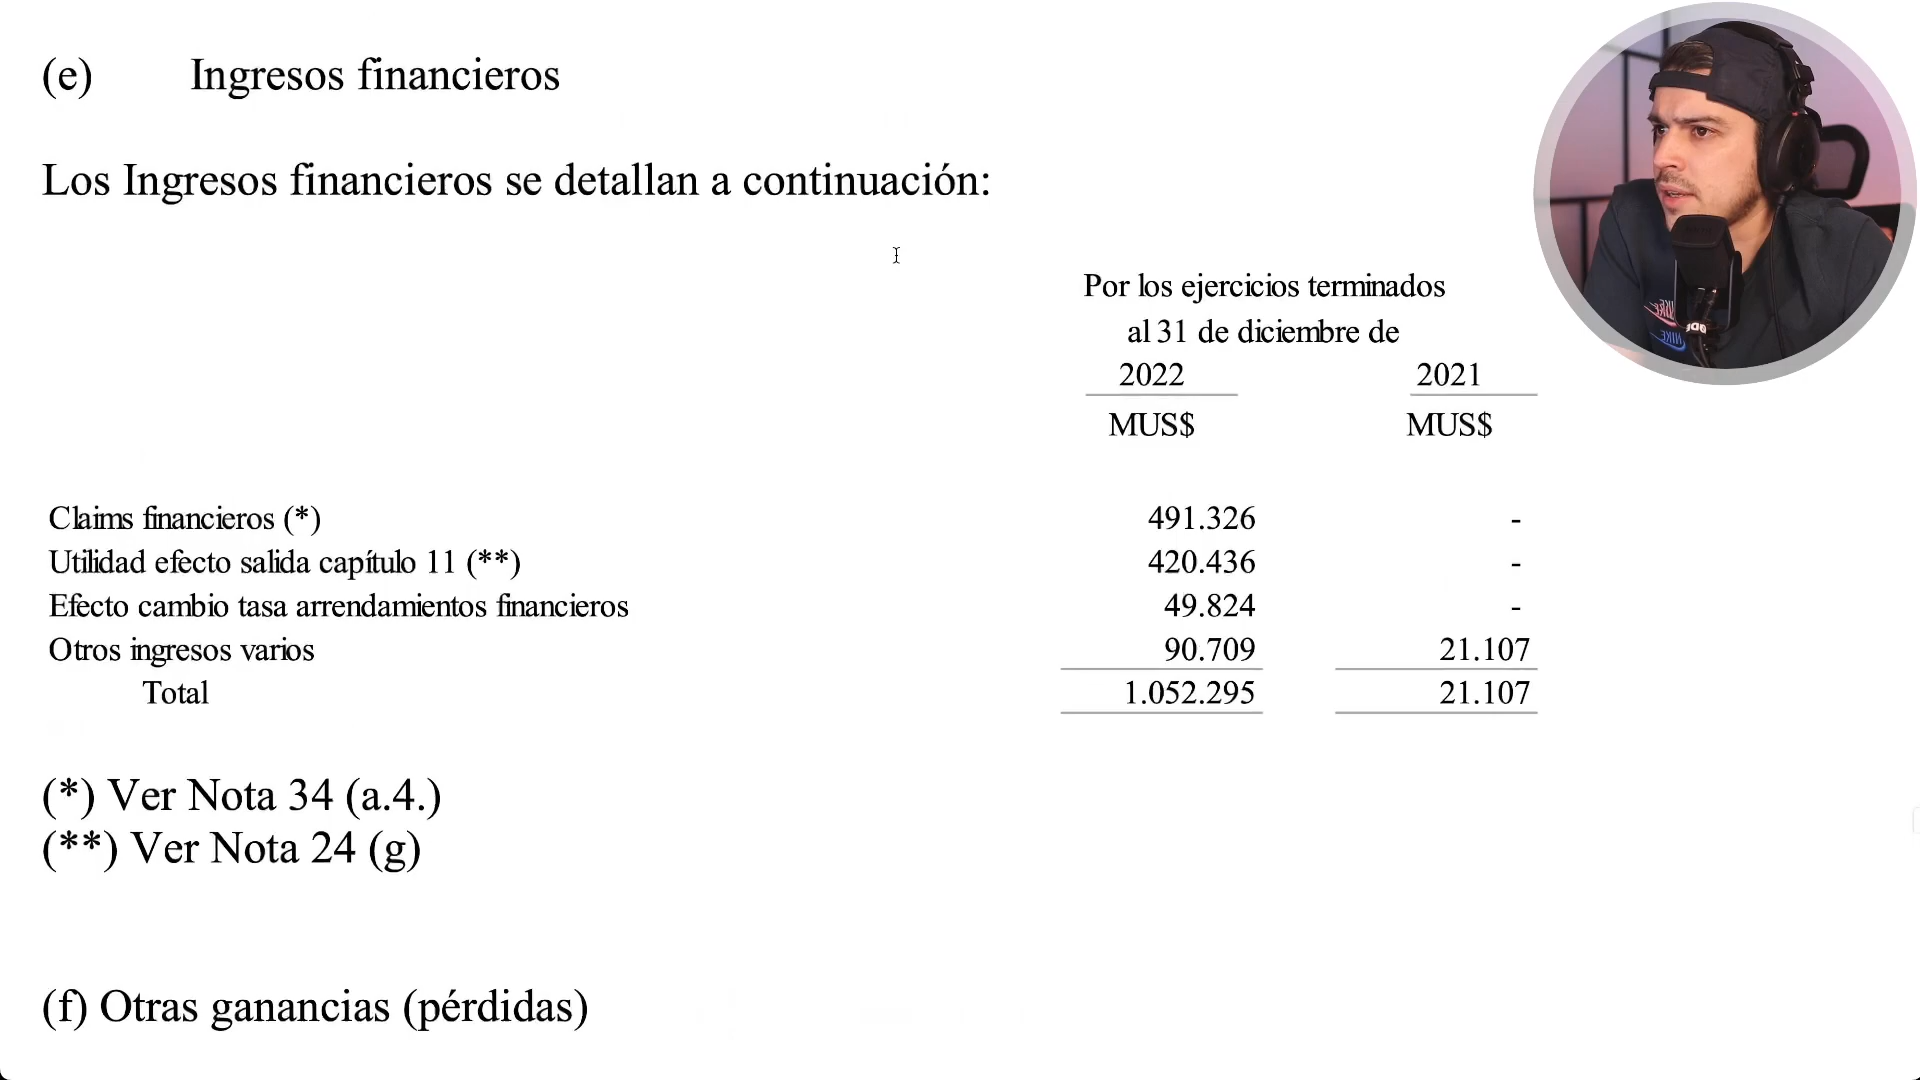 (e) Ingresos financieros
Los Ingresos financieros se detallan a continuación:
Por los ejercicios terminados
al 31 de diciembre de
2022 2021
MUS$ MUS$
Claims financieros (*) 491.326 -
Utilidad efecto salida capítulo 11 (**) 420.436 -
Efecto cambio tasa arrendamientos financieros 49.824 -
Otros ingresos varios 90.709 21.107
Total 1.052.295 21.107
(*) Ver Nota 34 (a.4.)
(**) Ver Nota 24 (g)
(f) Otras ganancias (pérdidas)
NIKE
NIKE